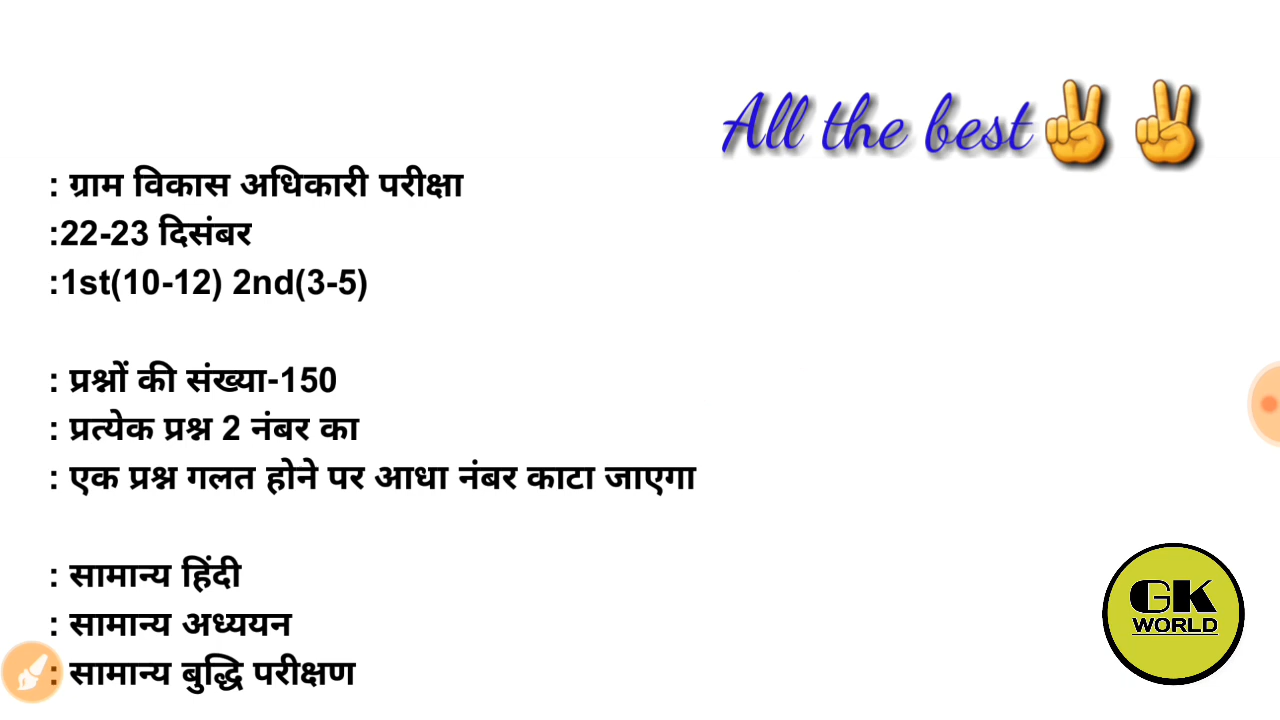 All the best✌✌
: ग्राम विकास अधिकारी परीक्षा
:22-23 दिसंबर
:1st(10-12) 2nd(3-5)
: प्रश्नों की संख्या-150
: प्रत्येक प्रश्न 2 नंबर का
: एक प्रश्न गलत होने पर आधा नंबर काटा जाएगा
: सामान्य हिंदी
: सामान्य अध्ययन
: सामान्य बुद्धि परीक्षण
GK
WORLD